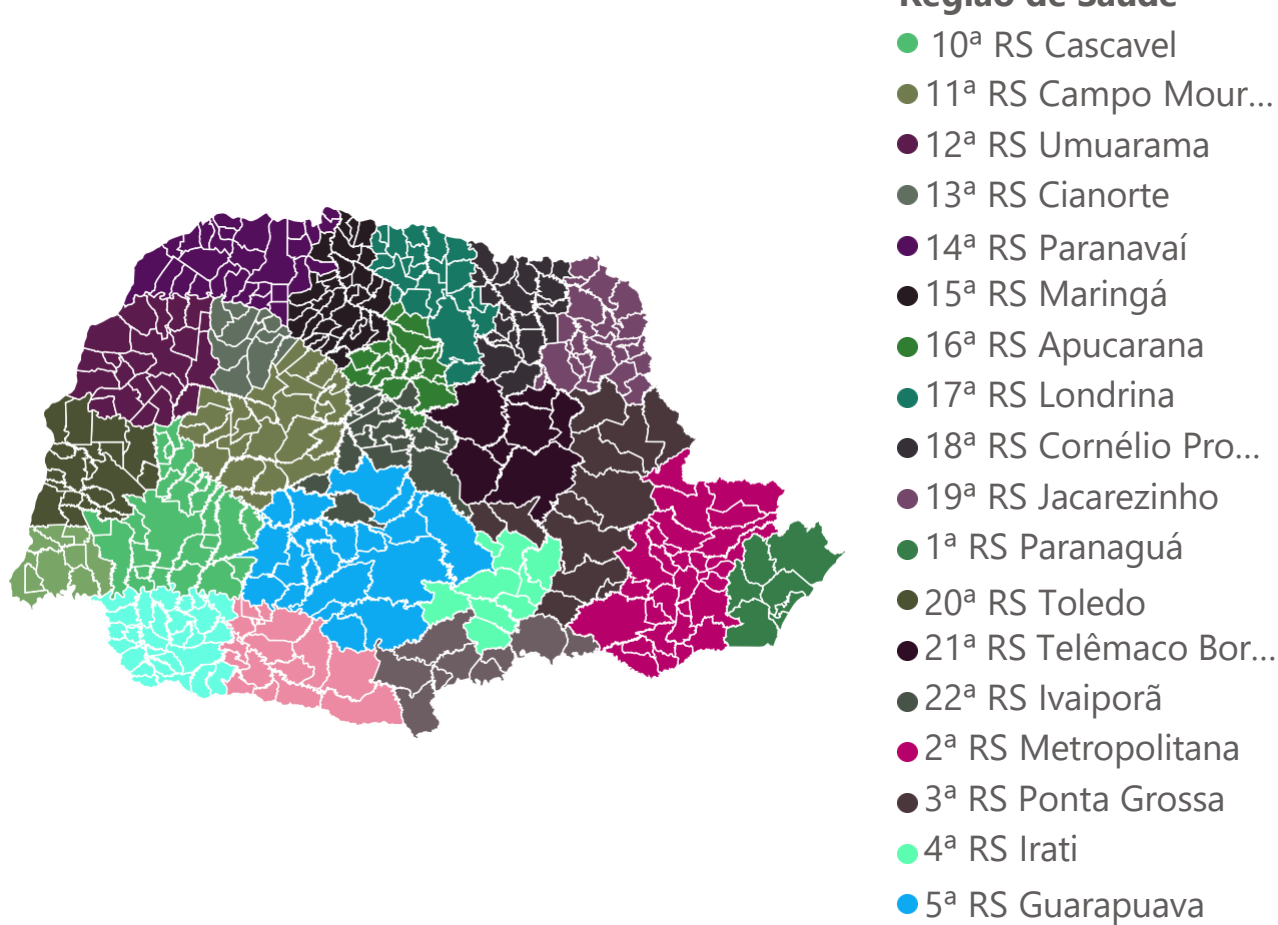 Região de Saúde
10ª RS Cascavel
11ª RS Campo Mour...
12ª RS Umuarama
13ª RS Cianorte
14ª RS Paranavaí
15ª RS Maringá
16ª RS Apucarana
17ª RS Londrina
18ª RS Cornélio Pro...
19ª RS Jacarezinho
1ª RS Paranaguá
20ª RS Toledo
21ª RS Telêmaco Bor...
22ª RS Ivaiporã
2ª RS Metropolitana
3ª RS Ponta Grossa
4ª RS Irati
5ª RS Guarapuava